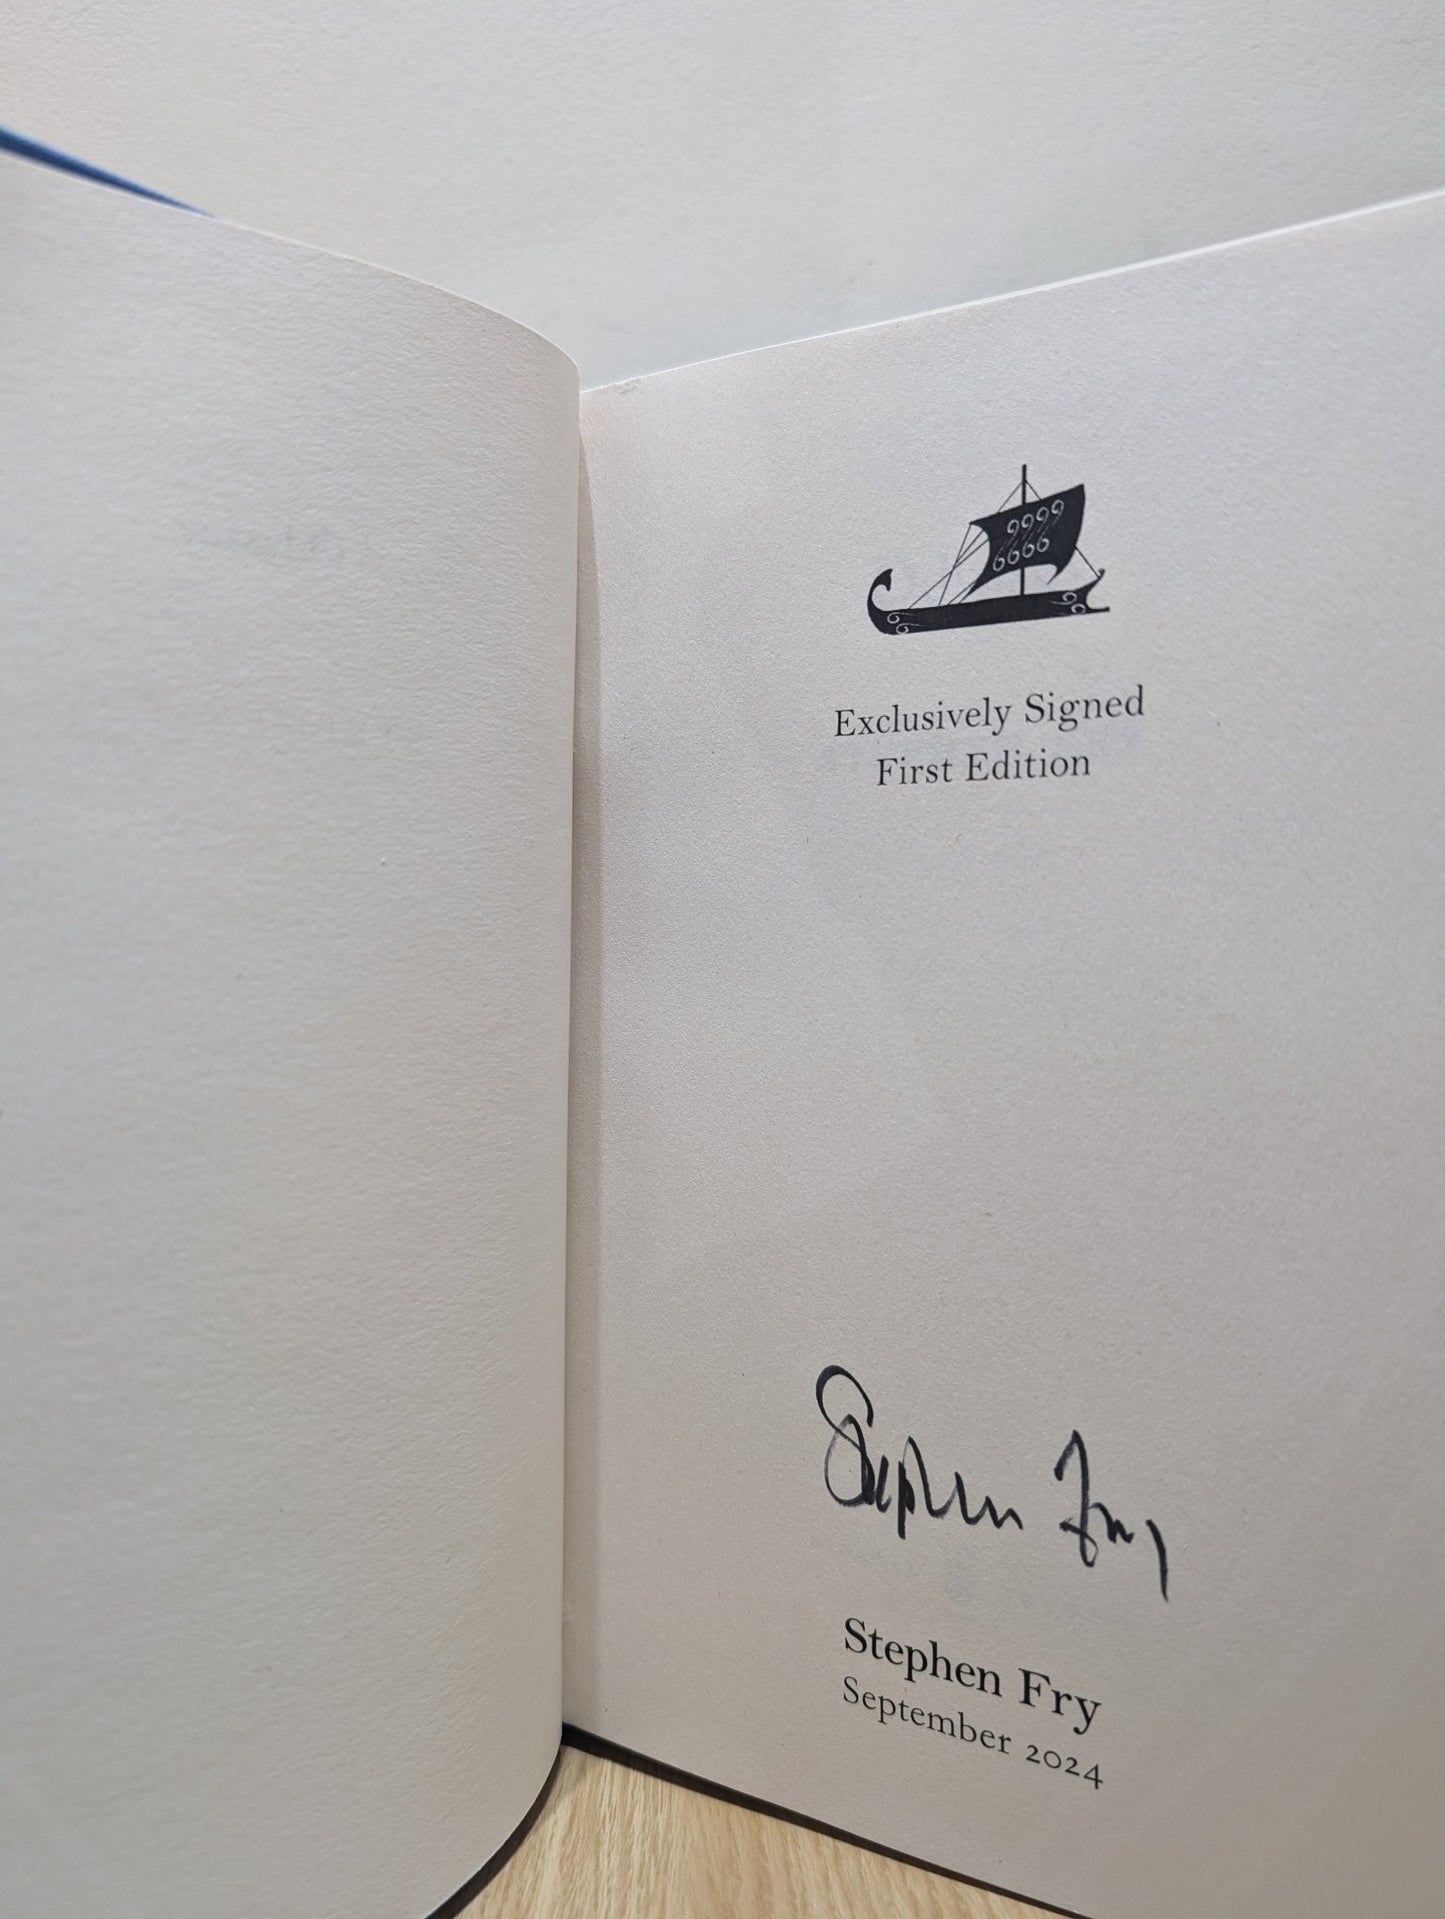 Exclusively Signed
First Edition
Stephen Fry
Stephen Fry
September 2024